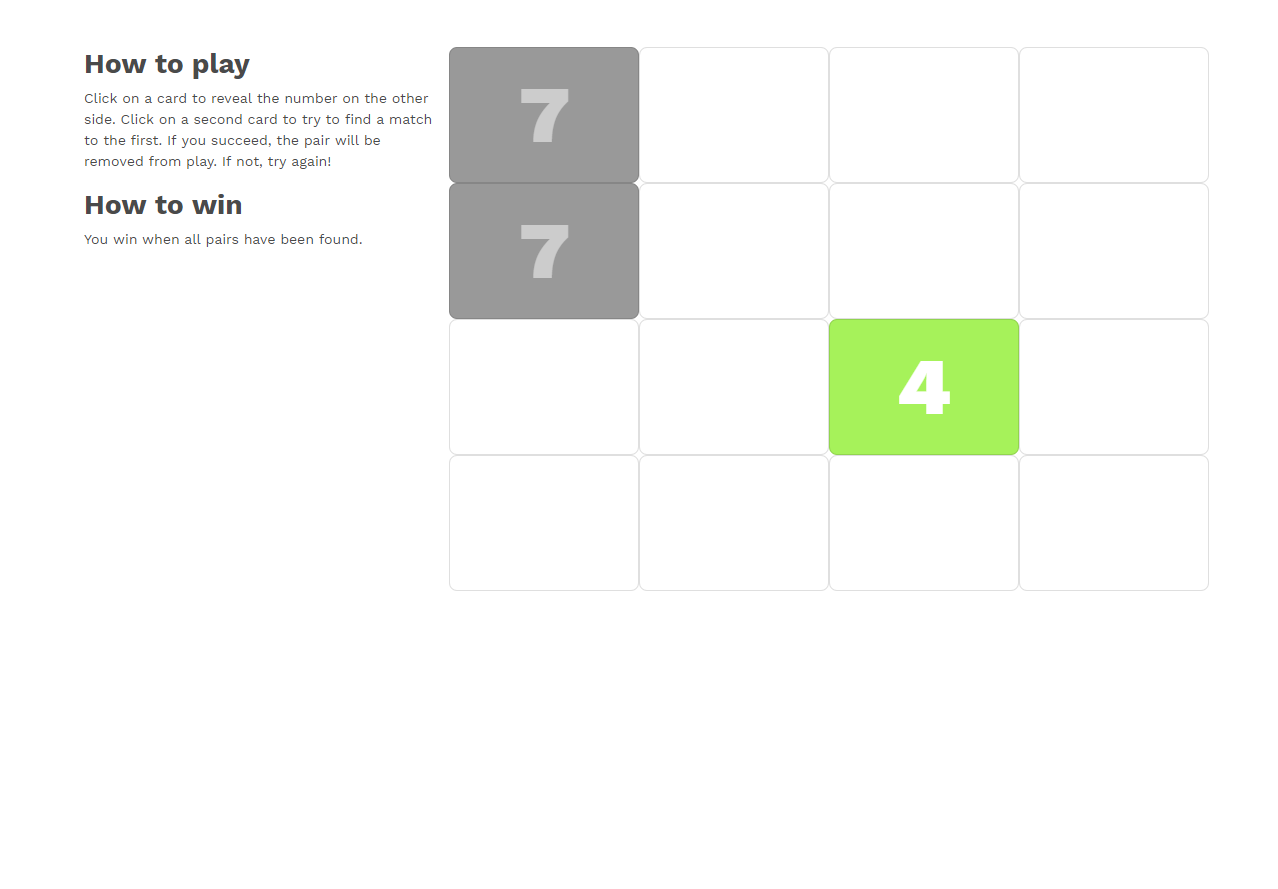 How to play
Click on a card to reveal the number on the other
side. Click on a second card to try to find a match
to the first. If you succeed, the pair will be
removed from play. If not, try again!
How to win
You win when all pairs have been found.
7
7
4